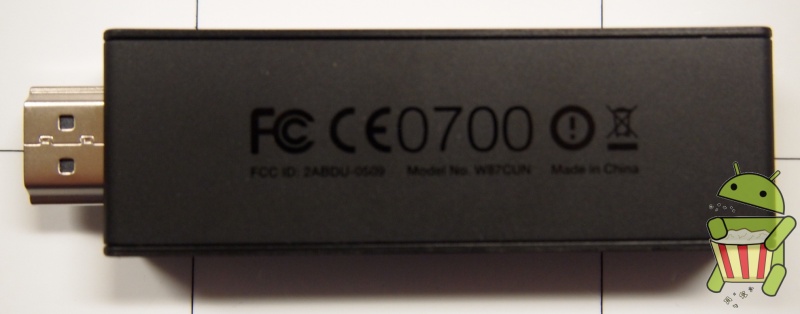 FC CE0700
FCC ID: 2ABDU-0509 Model No. W87CUN Made in China